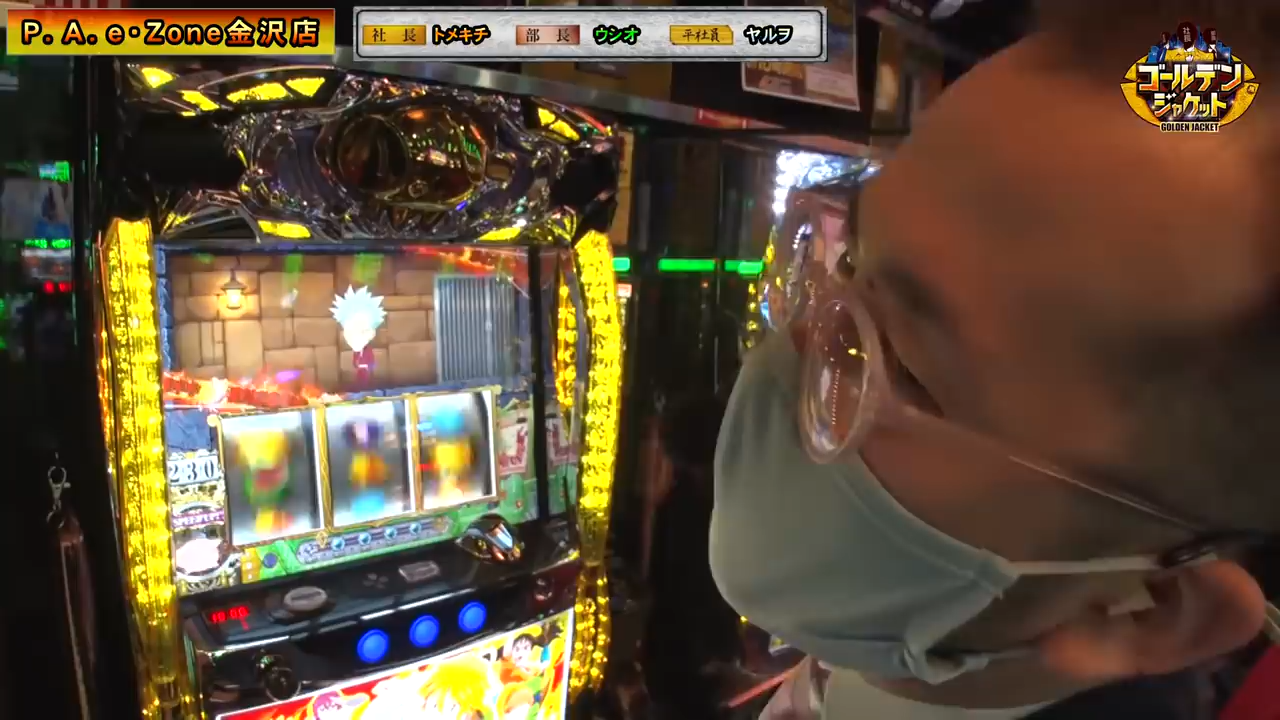 P.A.e・Zone金沢店
社長 トメキチ 部長 ウシオ 平社員 ヤルヲ
ゴールデン
ジャケット
GOLDEN JACKET